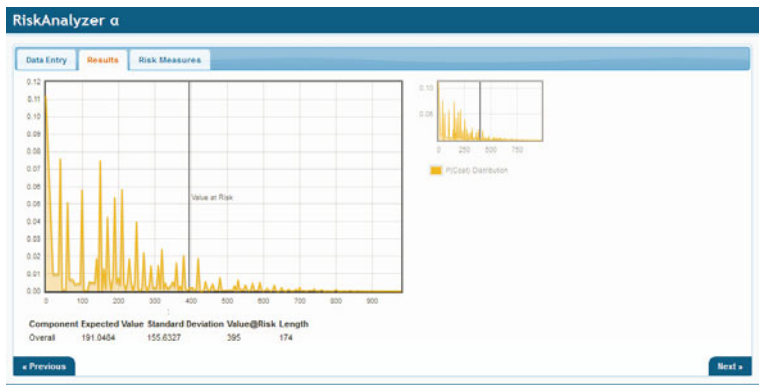 RiskAnalyzer α
Data Entry Results Risk Measures
0.12
0.11
0.10
0.09
0.08
0.07
0.06
0.05
0.04
0.03
0.02
0.01
0.00
Value at Risk
0 100 200 300 400 500 600 700 800 900
0.10
0.08
0 250 500 750
P(Cost) Distribution
Component Expected Value Standard Deviation Value@Risk Length
Overall 191.0484 155.6327 395 174
« Previous Next »